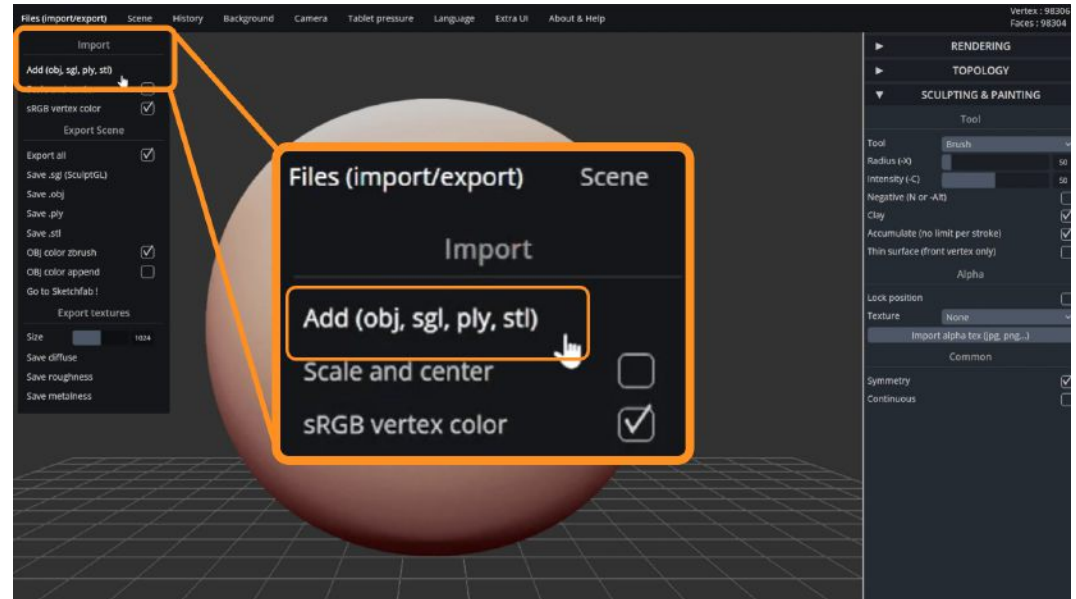 Files (import/export) Scene History Background Camera Tablet pressure Language Extra UI About & Help
Vertex : 98306
Faces : 98304
Import
Add (obj, sgl, ply, stl)
sRGB vertex color
Export Scene
Export all
Save .sgl (SculptGL)
Save .obj
Save .ply
Save .stl
OBJ color zbrush
OBJ color append
Go to Sketchfab !
Export textures
Size 1024
Save diffuse
Save roughness
Save metalness
Files (import/export) Scene
Import
Add (obj, sgl, ply, stl)
Scale and center
sRGB vertex color
RENDERING
TOPOLOGY
SCULPTING & PAINTING
Tool
Tool Brush
Radius (-X) 50
Intensity (-C) 50
Negative (N or -Alt)
Clay
Accumulate (no limit per stroke)
Thin surface (front vertex only)
Alpha
Lock position
Texture None
Import alpha tex (jpg, png...)
Common
Symmetry
Continuous